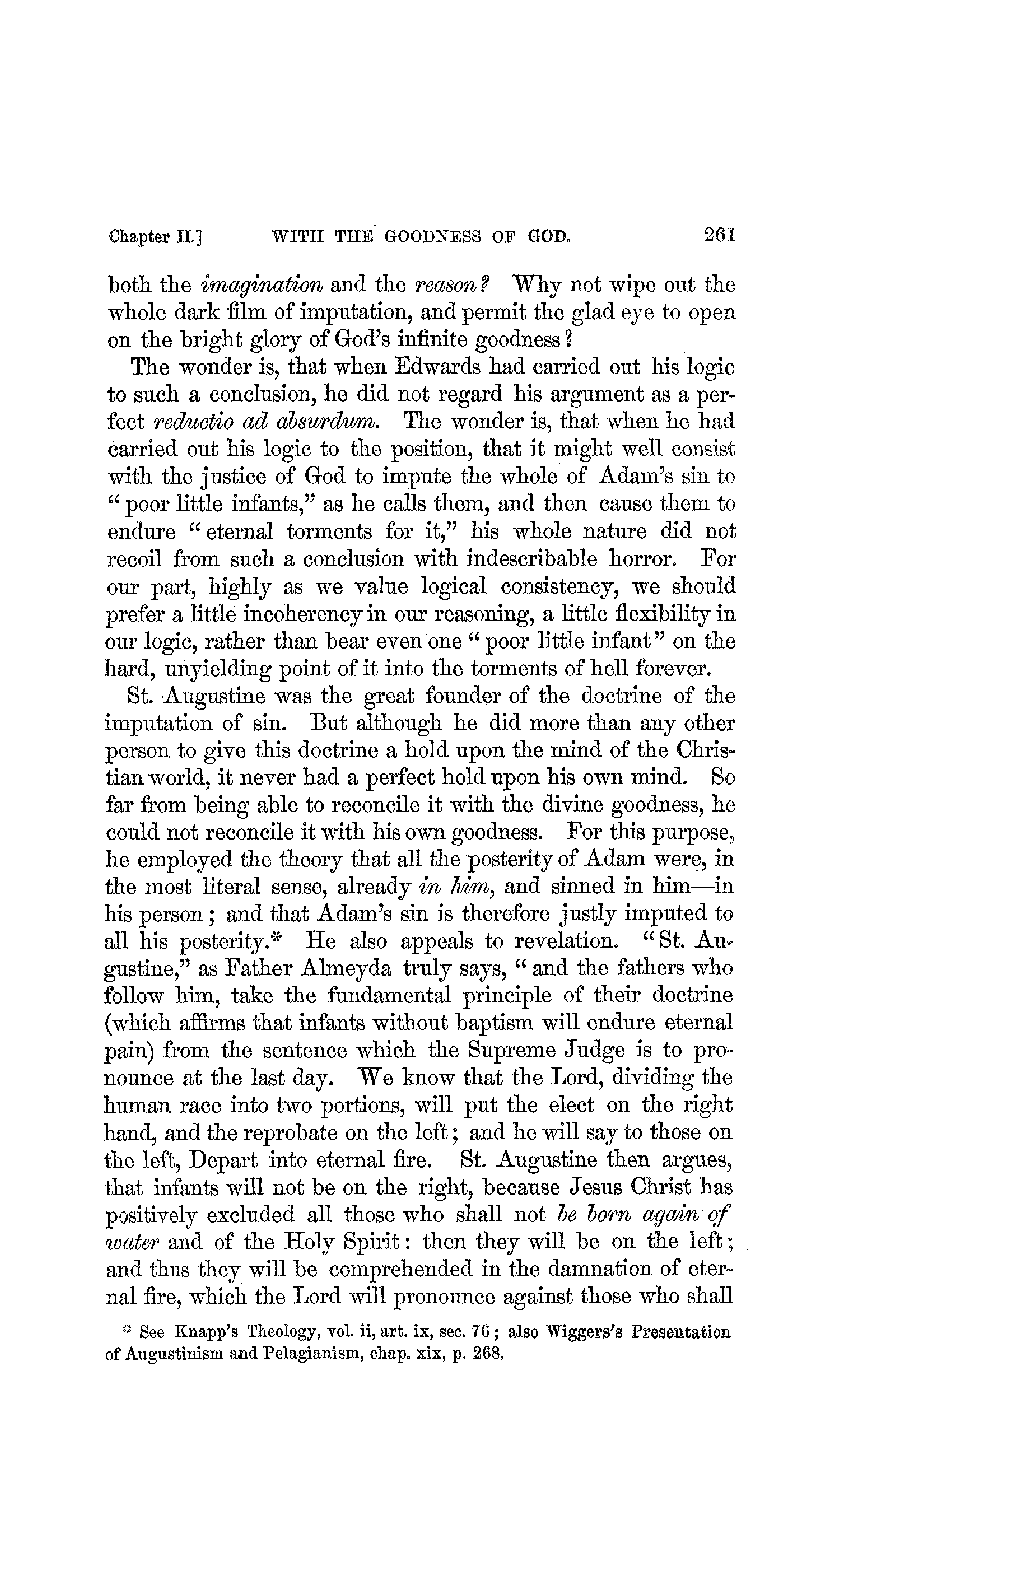 Chapter II.] WITH THE GOODNESS OF GOD. 261
both the imagination and the reason? Why not wipe out the
whole dark film of imputation, and permit the glad eye to open
on the bright glory of God's infinite goodness?
The wonder is, that when Edwards had carried out his logic
to such a conclusion, he did not regard his argument as a per-
fect reductio ad absurdum. The wonder is, that when he had
carried out his logic to the position, that it might well consist
with the justice of God to impute the whole of Adam's sin to
"poor little infants," as he calls them, and then cause them to
endure "eternal torments for it," his whole nature did not
recoil from such a conclusion with indescribable horror. For
our part, highly as we value logical consistency, we should
prefer a little incoherency in our reasoning, a little flexibility in
our logic, rather than bear even one "poor little infant" on the
hard, unyielding point of it into the torments of hell forever.
St. Augustine was the great founder of the doctrine of the
imputation of sin. But although he did more than any other
person to give this doctrine a hold upon the mind of the Chris-
tian world, it never had a perfect hold upon his own mind. So
far from being able to reconcile it with the divine goodness, he
could not reconcile it with his own goodness. For this purpose,
he employed the theory that all the posterity of Adam were, in
the most literal sense, already in him, and sinned in him—in
his person; and that Adam's sin is therefore justly imputed to
all his posterity.* He also appeals to revelation. "St. Au-
gustine," as Father Almeyda truly says, "and the fathers who
follow him, take the fundamental principle of their doctrine
(which affirms that infants without baptism will endure eternal
pain) from the sentence which the Supreme Judge is to pro-
nounce at the last day. We know that the Lord, dividing the
human race into two portions, will put the elect on the right
hand, and the reprobate on the left; and he will say to those on
the left, Depart into eternal fire. St. Augustine then argues,
that infants will not be on the right, because Jesus Christ has
positively excluded all those who shall not be born again of
water and of the Holy Spirit: then they will be on the left;
and thus they will be comprehended in the damnation of eter-
nal fire, which the Lord will pronounce against those who shall
* See Knapp's Theology, vol. ii, art. ix, sec. 76; also Wiggers's Presentation
of Augustinism and Pelagianism, chap. xix, p. 268.